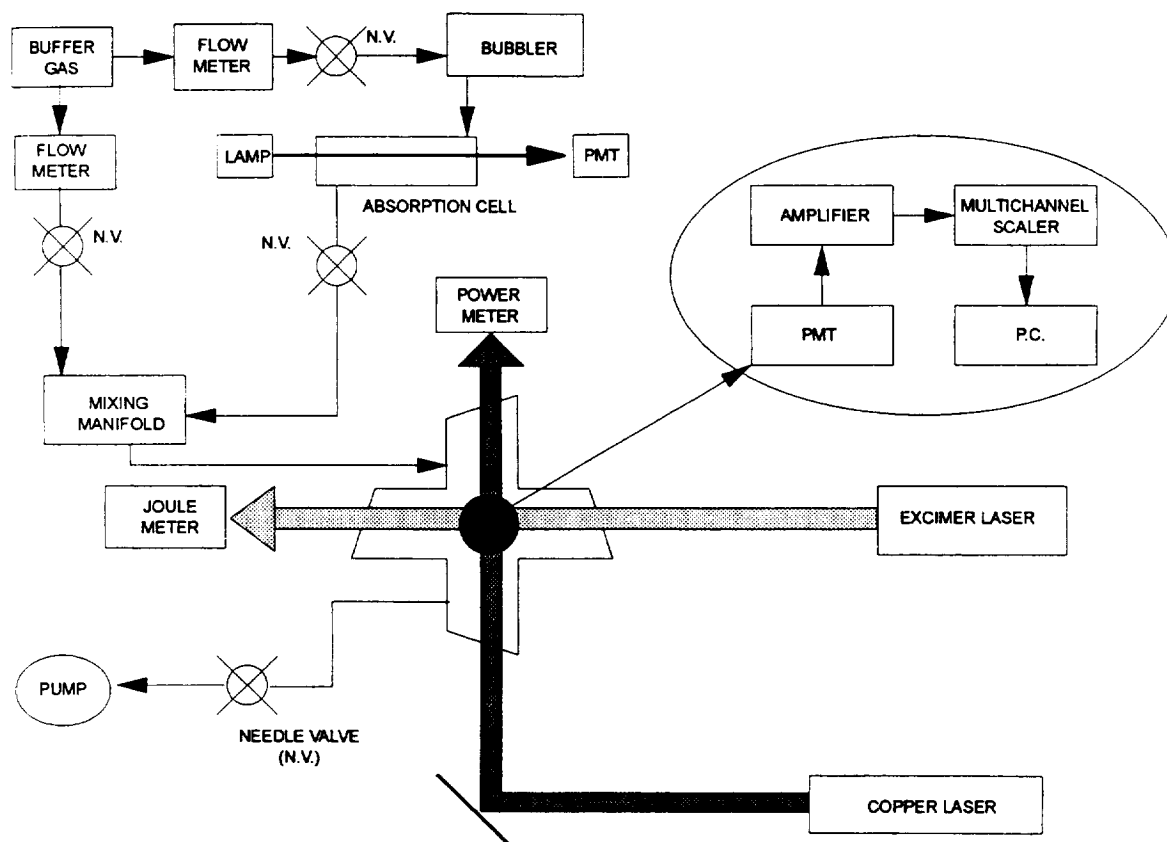 BUFFER
GAS
FLOW
METER
N.V.
BUBBLER
FLOW
METER
LAMP
PMT
ABSORPTION CELL
N.V.
N.V.
AMPLIFIER
MULTICHANNEL
SCALER
PMT
P.C.
POWER
METER
MIXING
MANIFOLD
JOULE
METER
EXCIMER LASER
PUMP
NEEDLE VALVE
(N.V.)
COPPER LASER